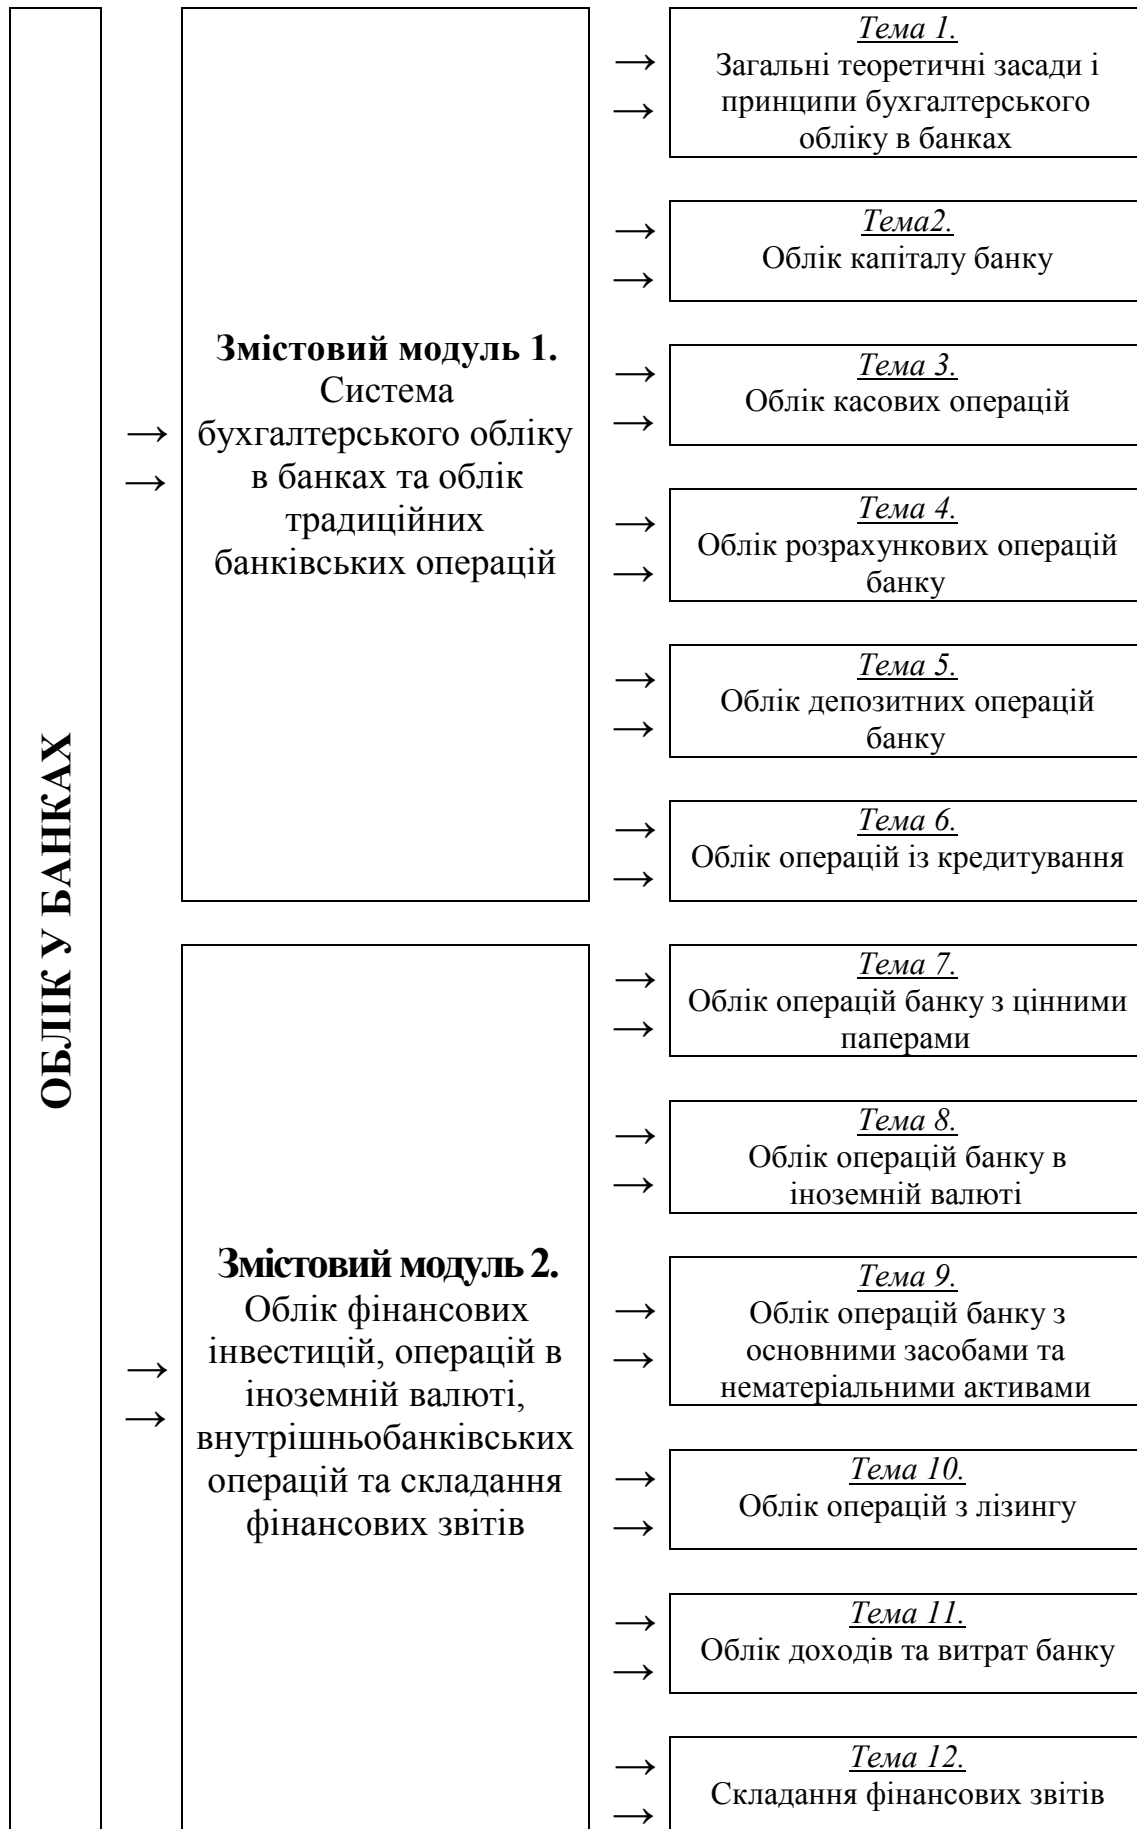 ОБЛІК У БАНКАХ
Змістовий модуль 1.
Система
бухгалтерського обліку
в банках та облік
традиційних
банківських операцій
→
→
→
→
Тема 1.
Загальні теоретичні засади і
принципи бухгалтерського
обліку в банках
→
→
Тема2.
Облік капіталу банку
→
→
Тема 3.
Облік касових операцій
→
→
Тема 4.
Облік розрахункових операцій
банку
→
→
Тема 5.
Облік депозитних операцій
банку
→
→
Тема 6.
Облік операцій із кредитування
→
→
Змістовий модуль 2.
Облік фінансових
інвестицій, операцій в
іноземній валюті,
внутрішньобанківських
операцій та складання
фінансових звітів
→
→
Тема 7.
Облік операцій банку з цінними
паперами
→
→
Тема 8.
Облік операцій банку в
іноземній валюті
→
→
Тема 9.
Облік операцій банку з
основними засобами та
нематеріальними активами
→
→
Тема 10.
Облік операцій з лізингу
→
→
Тема 11.
Облік доходів та витрат банку
→
→
Тема 12.
Складання фінансових звітів
→
→